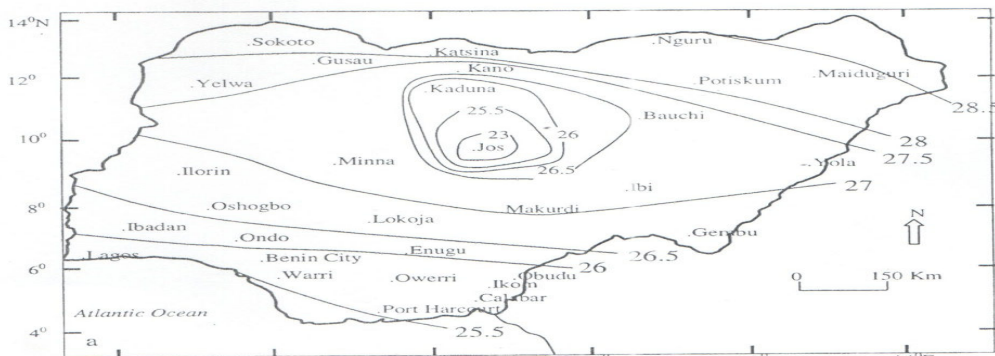 14°N
.Sokoto
.Nguru
Katsina
.Gusau
12°
.Kano
Potiskum
.Maiduguri
.Yelwa
.Kaduna
28.5
25.5
.Bauchi
26
23
28
10°
.Jos
27.5
.Minna
.Yola
26.5
.Ilorin
.Ibi
27
8°
.Oshogbo
Makurdi
N
Lokoja
.Ibadan
.Gembu
.Ondo
.Enugu
26.5
.Lagos
.Benin City
26
6°
.Warri
.Owerri
.Obudu
0 150 Km
Ikom
.Calabar
.Port Harcourt
Atlantic Ocean
25.5
4°
a